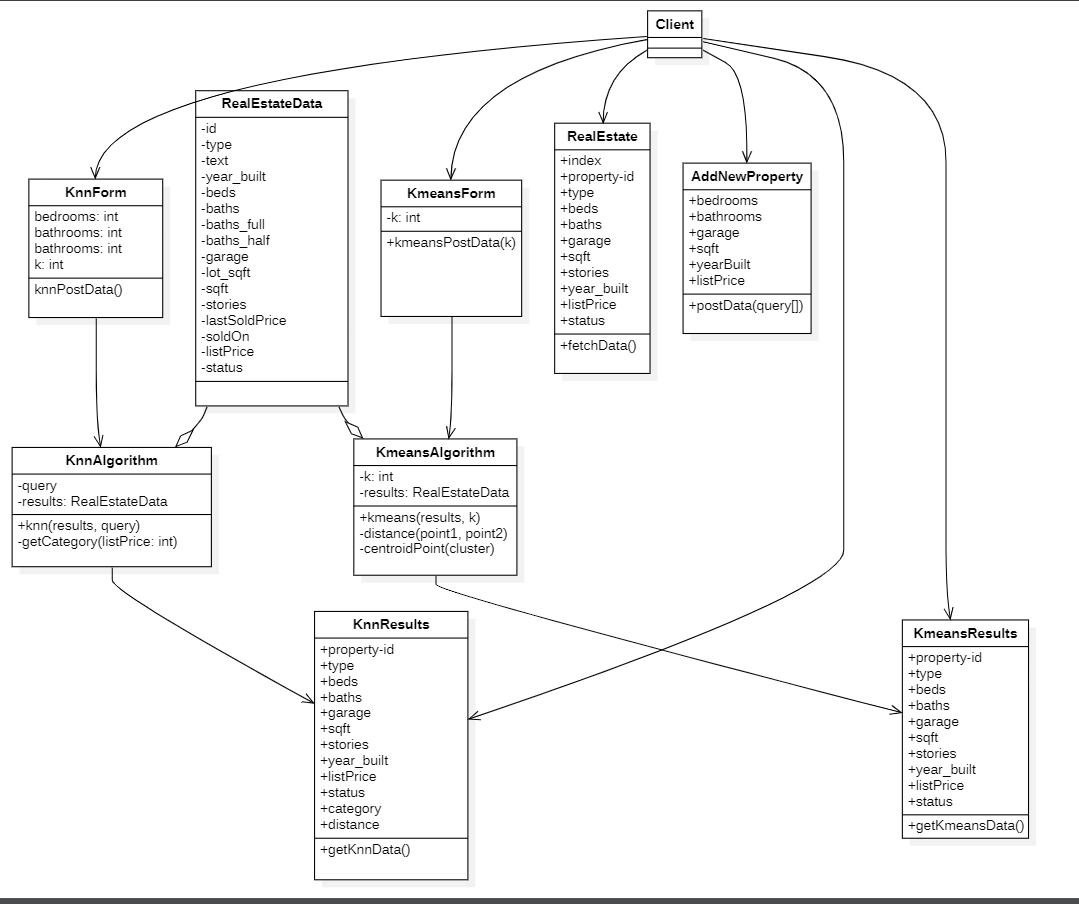 Client
RealEstateData
-id
-type
-text
-year_built
-beds
-baths
-baths_full
-baths_half
-garage
-lot_sqft
-sqft
-stories
-lastSoldPrice
-soldOn
-listPrice
-status
KnnForm
bedrooms: int
bathrooms: int
bathrooms: int
k: int
knnPostData()
KmeansForm
-k: int
+kmeansPostData(k)
RealEstate
+index
+property-id
+type
+beds
+baths
+garage
+sqft
+stories
+year_built
+listPrice
+status
+fetchData()
AddNewProperty
+bedrooms
+bathrooms
+garage
+sqft
+yearBuilt
+listPrice
+postData(query[])
KnnAlgorithm
-query
-results: RealEstateData
+knn(results, query)
-getCategory(listPrice: int)
KmeansAlgorithm
-k: int
-results: RealEstateData
+kmeans(results, k)
-distance(point1, point2)
-centroidPoint(cluster)
KnnResults
+property-id
+type
+beds
+baths
+garage
+sqft
+stories
+year_built
+listPrice
+status
+category
+distance
+getKnnData()
KmeansResults
+property-id
+type
+beds
+baths
+garage
+sqft
+stories
+year_built
+listPrice
+status
+getKmeansData()